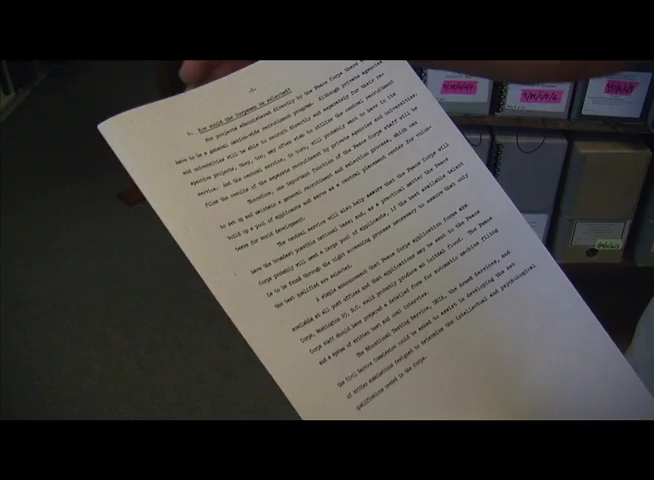 How would the Corpsmen be selected?
For projects administered directly by the Peace Corps there
have to be a general nation-wide recruitment program. Although private agencies
and universities will be able to recruit directly and separately for their re-
spective projects, they, too, may often wish to utilize the central recruitment
service. And the central service, in turn, will probably want to have in its
files the results of the separate recruitment by private agencies and universities.
Therefore, one important function of the Peace Corps staff will be
to set up and maintain a general recruitment and selection process, which can
build up a pool of applicants and serve as a central placement center for volun-
teers for world development.
The central service will also help assure that the Peace Corps will
have the broadest possible national base; and, as a practical matter the Peace
Corps probably will need a large pool of applicants, if the best available talent
is to be found through the tight screening process necessary to assure that only
the best qualified are selected.
A simple announcement that Peace Corps application forms are
available at all post offices and that applications may be sent to the Peace
Corps, Washington 25, D.C. would probably produce an initial flood. The Peace
Corps staff should have prepared a detailed form for automatic machine filing
and a system of written test and oral interview.
The Educational Testing Service, the Armed Services, and
the Civil Service Commission could be asked to assist in developing the set
of written examinations designed to determine the intellectual and psychological
qualifications needed in the Corps.